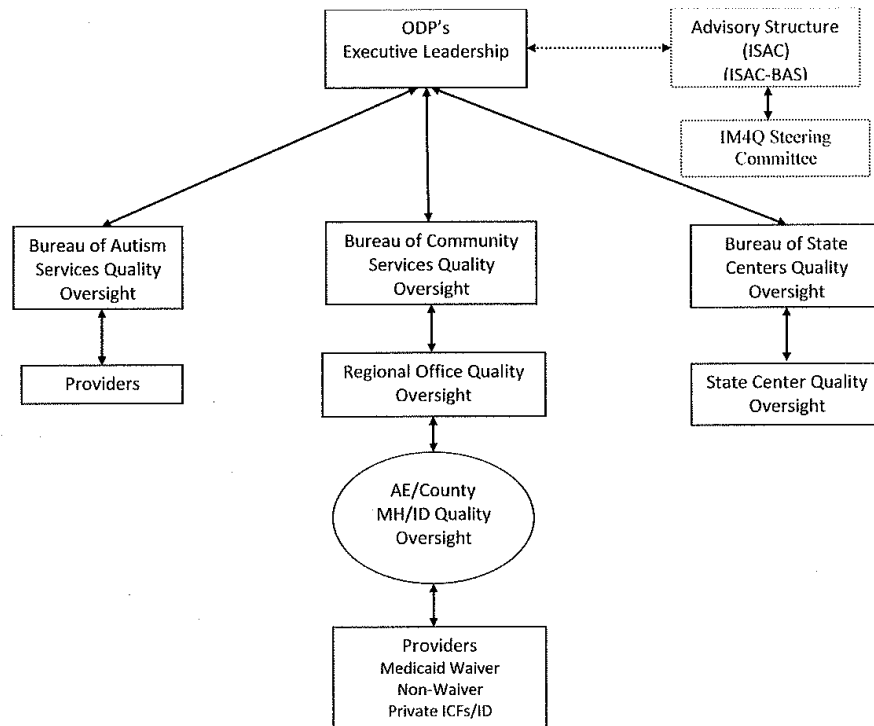 ODP's
Executive Leadership
Advisory Structure
(ISAC)
(ISAC-BAS)
IM4Q Steering
Committee
Bureau of Autism
Services Quality
Oversight
Bureau of Community
Services Quality
Oversight
Bureau of State
Centers Quality
Oversight
Providers
Regional Office Quality
Oversight
State Center Quality
Oversight
AE/County
MH/ID Quality
Oversight
Providers
Medicaid Waiver
Non-Waiver
Private ICFs/ID